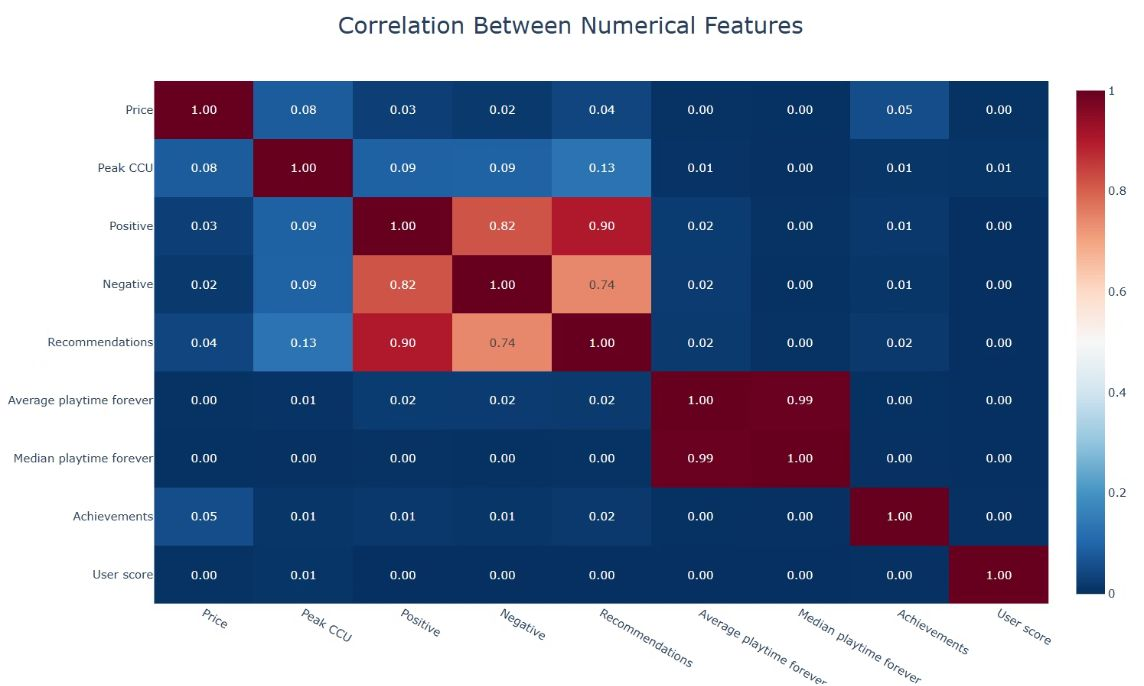 Correlation Between Numerical Features
Price 1.00 0.08 0.03 0.02 0.04 0.00 0.00 0.05 0.00
Peak CCU 0.08 1.00 0.09 0.09 0.13 0.01 0.00 0.01 0.01
Positive 0.03 0.09 1.00 0.82 0.90 0.02 0.00 0.01 0.00
Negative 0.02 0.09 0.82 1.00 0.74 0.02 0.00 0.01 0.00
Recommendations 0.04 0.13 0.90 0.74 1.00 0.02 0.00 0.02 0.00
Average playtime forever 0.00 0.01 0.02 0.02 0.02 1.00 0.99 0.00 0.00
Median playtime forever 0.00 0.00 0.00 0.00 0.00 0.99 1.00 0.00 0.00
Achievements 0.05 0.01 0.01 0.01 0.02 0.00 0.00 1.00 0.00
User score 0.00 0.01 0.00 0.00 0.00 0.00 0.00 0.00 1.00
Price
Peak CCU
Positive
Negative
Recommendations
Average playtime forever
Median playtime forever
Achievements
User score
1
0.8
0.6
0.4
0.2
0